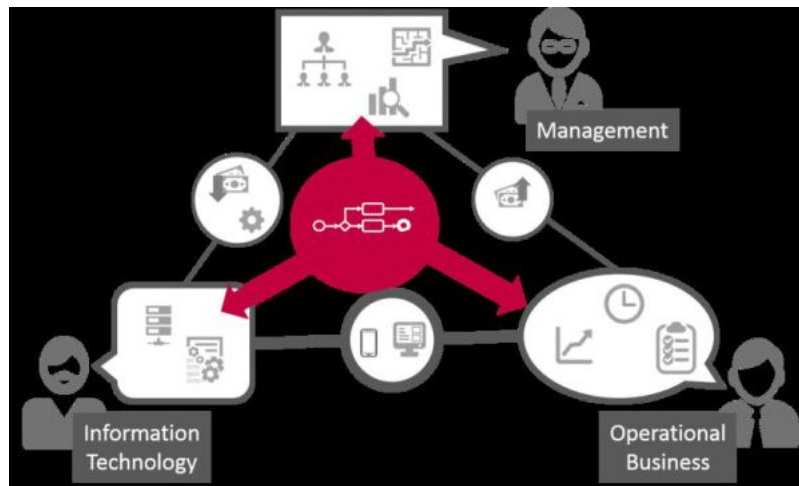 Management
Information
Technology
Operational
Business